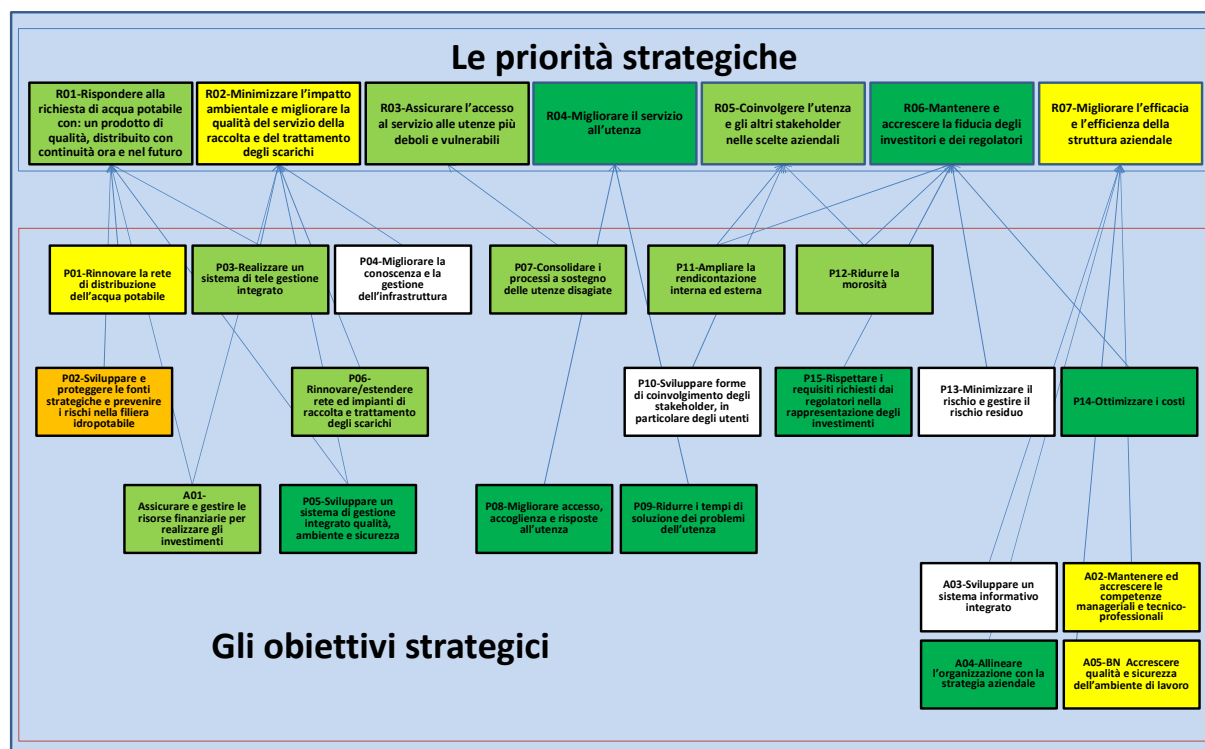 Le priorità strategiche
R01-Rispondere alla
richiesta di acqua potabile
con: un prodotto di
qualità, distribuito con
continuità ora e nel futuro
R02-Minimizzare l'impatto
ambientale e migliorare la
qualità del servizio della
raccolta e del trattamento
degli scarichi
R03-Assicurare l'accesso
al servizio alle utenze più
deboli e vulnerabili
R04-Migliorare il servizio
all'utenza
R05-Coinvolgere l'utenza
e gli altri stakeholder
nelle scelte aziendali
R06-Mantenere e
accrescere la fiducia degli
investitori e dei regolatori
R07-Migliorare l'efficacia
e l'efficienza della
struttura aziendale
P01-Rinnovare la rete
di distribuzione
dell'acqua potabile
P03-Realizzare un
sistema di tele gestione
integrato
P04-Migliorare la
conoscenza e la
gestione
dell'infrastruttura
P07-Consolidare i
processi a sostegno
delle utenze disagiate
P11-Ampliare la
rendicontazione
interna ed esterna
P12-Ridurre la
morosità
P02-Sviluppare e
proteggere le fonti
strategiche e prevenire
i rischi nella filiera
idropotabile
P06-
Rinnovare/estendere
rete ed impianti di
raccolta e trattamento
degli scarichi
P10-Sviluppare forme
di coinvolgimento degli
stakeholder, in
particolare degli utenti
P15-Rispettare i
requisiti richiesti dai
regolatori nella
rappresentazione degli
investimenti
P13-Minimizzare il
rischio e gestire il
rischio residuo
P14-Ottimizzare i costi
A01-
Assicurare e gestire le
risorse finanziarie per
realizzare gli
investimenti
P05-Sviluppare un
sistema di gestione
integrato qualità,
ambiente e sicurezza
P08-Migliorare accesso,
accoglienza e risposte
all'utenza
P09-Ridurre i tempi di
soluzione dei problemi
dell'utenza
A03-Sviluppare un
sistema informativo
integrato
A02-Mantenere ed
accrescere le
competenze
manageriali e tecnico-
professionali
Gli obiettivi strategici
A04-Allineare
l'organizzazione con la
strategia aziendale
A05-BN Accrescere
qualità e sicurezza
dell'ambiente di lavoro